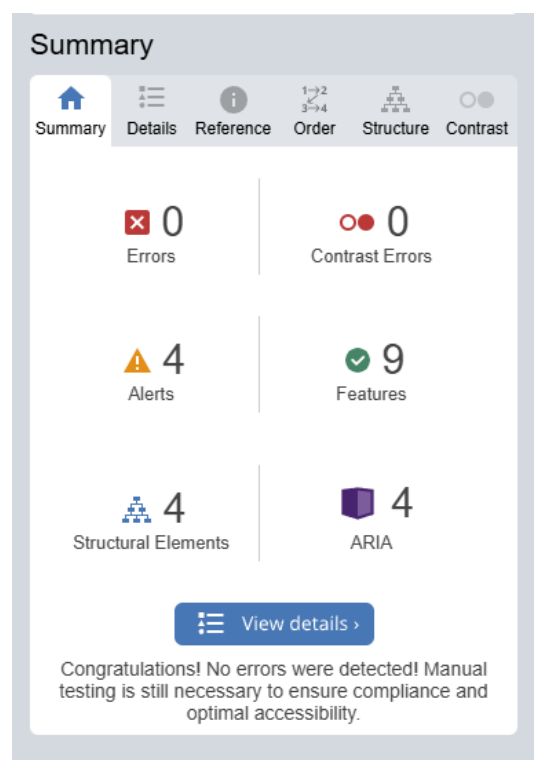 Summary
1→2
3→4
Summary Details Reference Order Structure Contrast
0 0
Errors Contrast Errors
4 9
Alerts Features
4 4
Structural Elements ARIA
View details ›
Congratulations! No errors were detected! Manual
testing is still necessary to ensure compliance and
optimal accessibility.